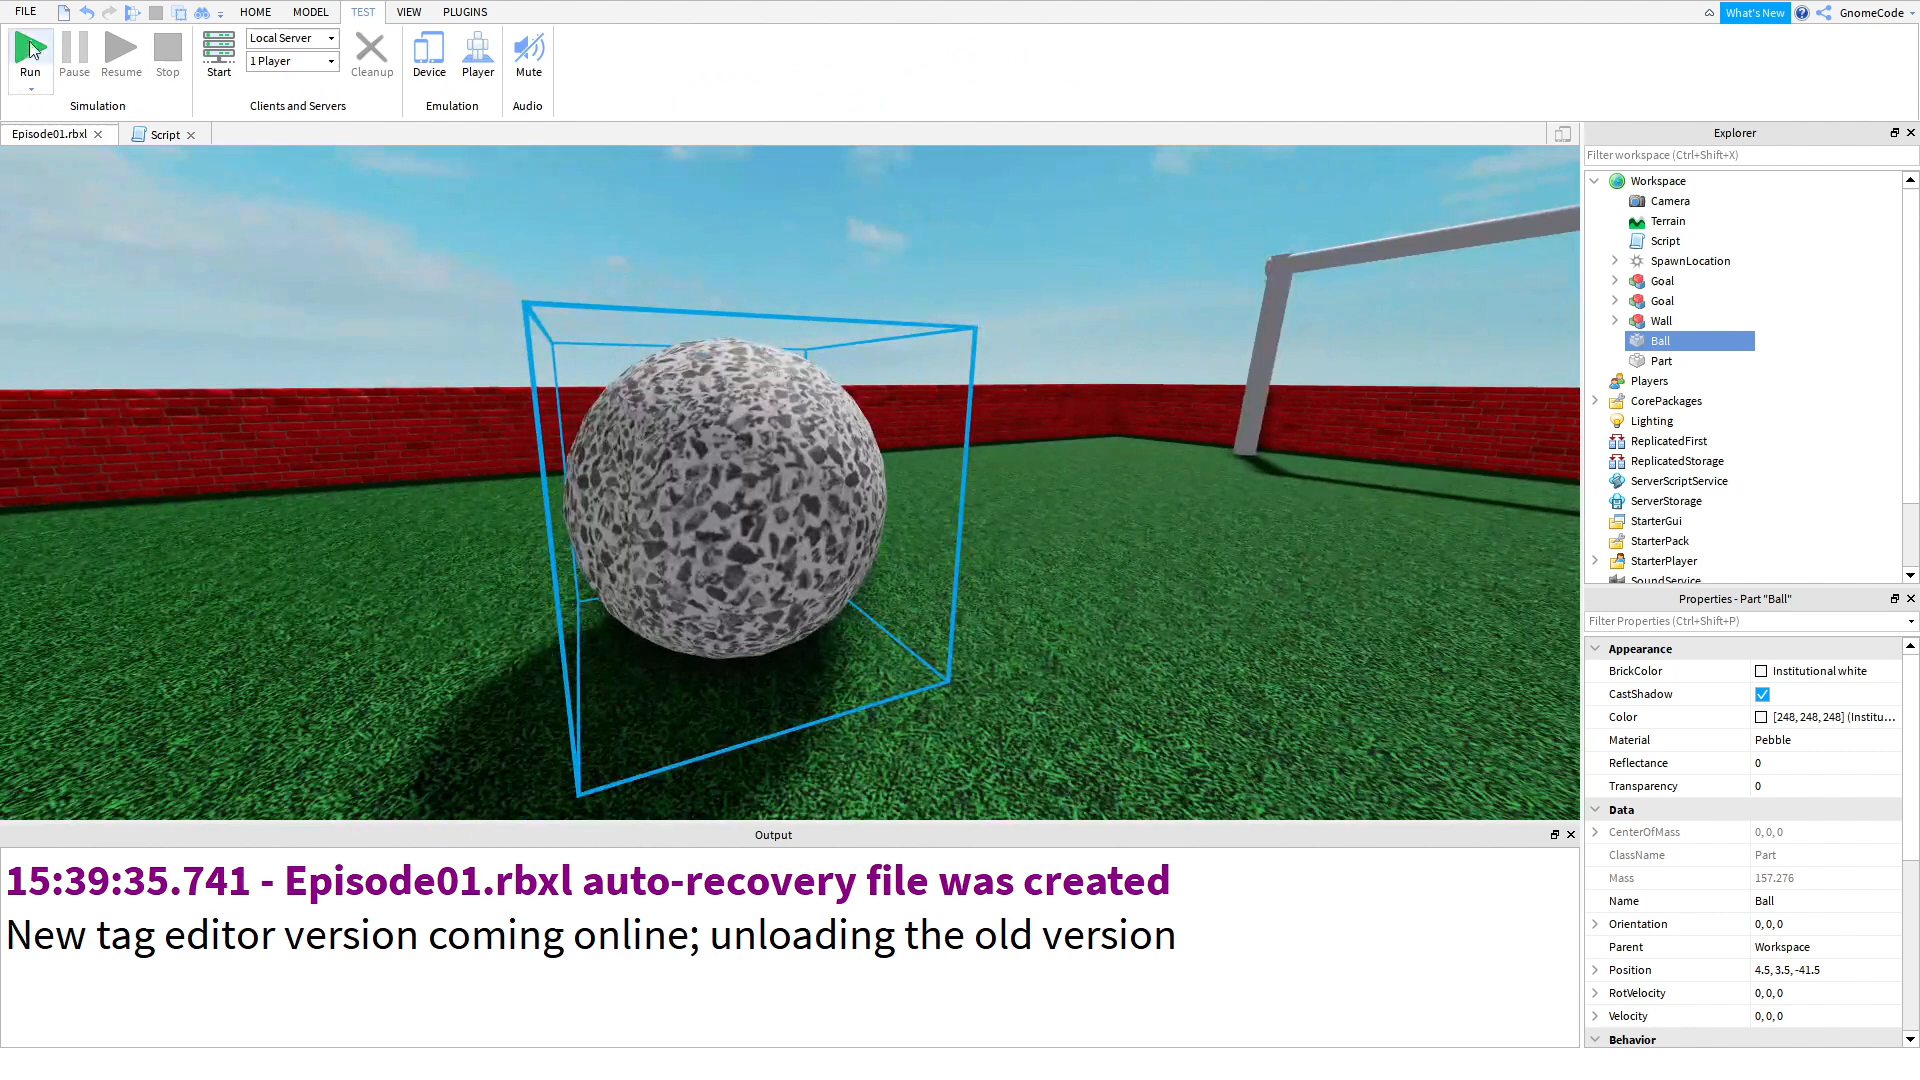 FILE HOME MODEL TEST VIEW PLUGINS What's New GnomeCode
Run Pause Resume Stop Start Local Server 1 Player Cleanup Device Player Mute
Simulation Clients and Servers Emulation Audio
Episode01.rbxl Script
Explorer
Filter workspace (Ctrl+Shift+X)
Workspace
Camera
Terrain
Script
SpawnLocation
Goal
Goal
Wall
Ball
Part
Players
CorePackages
Lighting
ReplicatedFirst
ReplicatedStorage
ServerScriptService
ServerStorage
StarterGui
StarterPack
StarterPlayer
SoundService
Properties - Part "Ball"
Filter Properties (Ctrl+Shift+P)
Appearance
BrickColor Institutional white
CastShadow
Color [248, 248, 248] (Institu...
Material Pebble
Reflectance 0
Transparency 0
Data
CenterOfMass 0, 0, 0
ClassName Part
Mass 157.276
Name Ball
Orientation 0, 0, 0
Parent Workspace
Position 4.5, 3.5, -41.5
RotVelocity 0, 0, 0
Velocity 0, 0, 0
Behavior
Output
15:39:35.741 - Episode01.rbxl auto-recovery file was created
New tag editor version coming online; unloading the old version